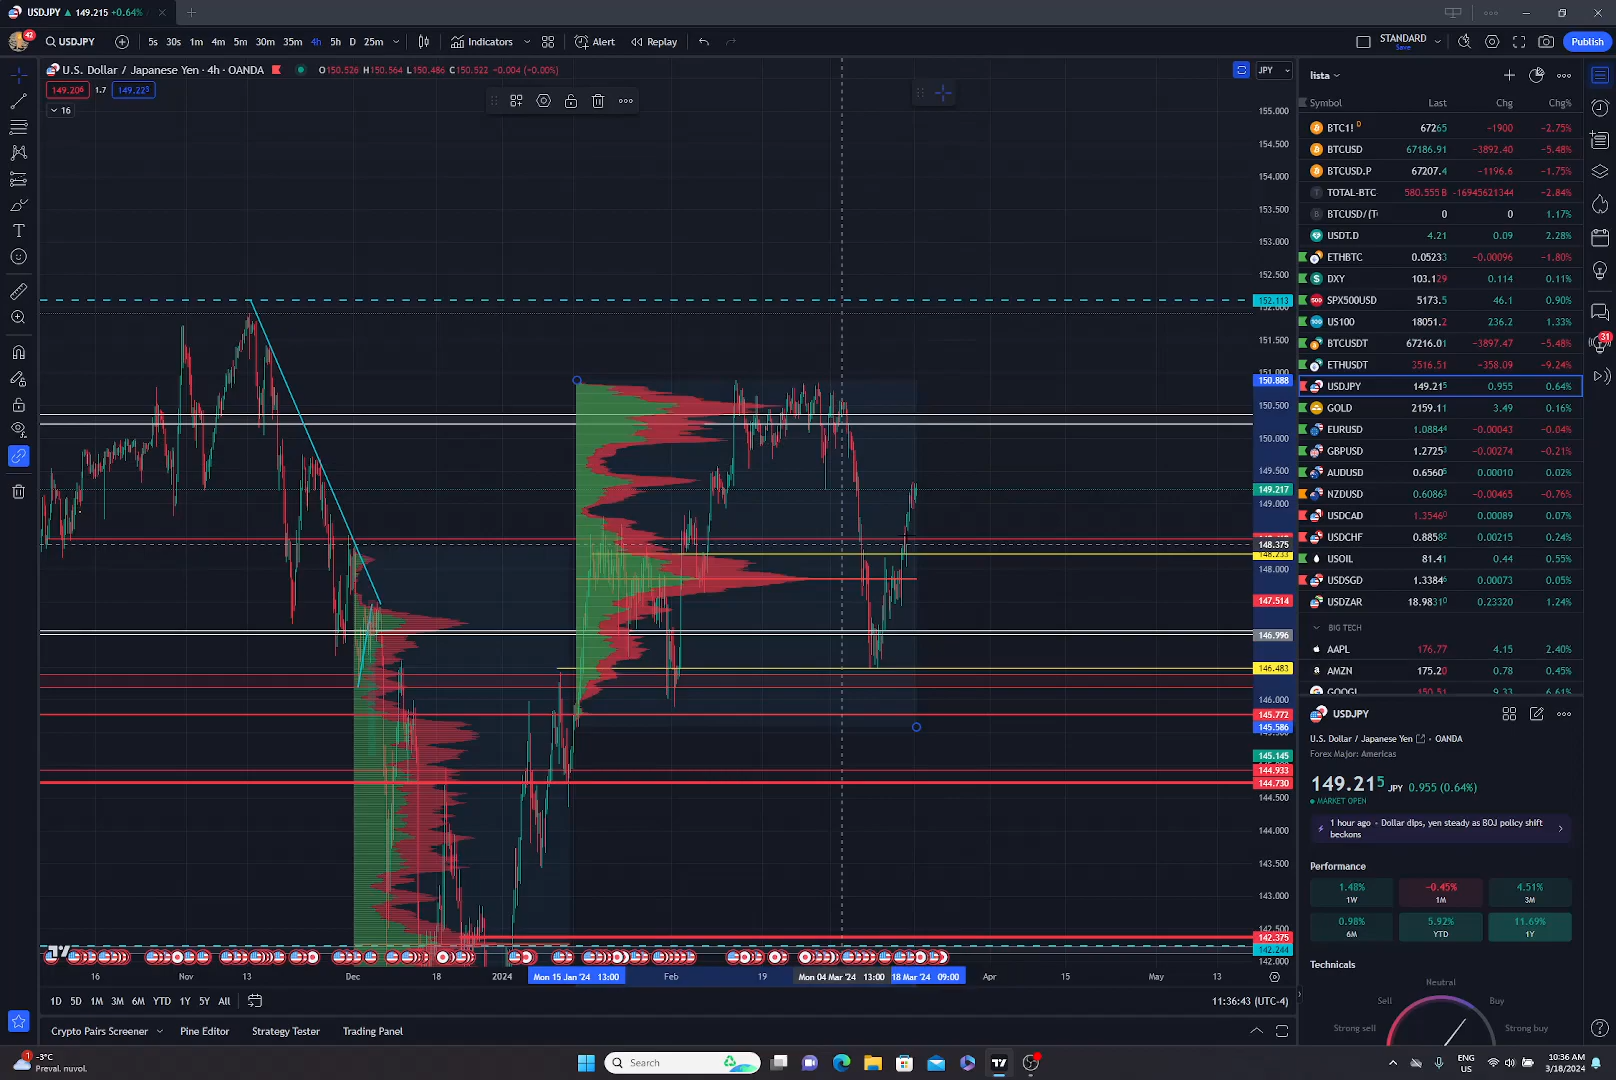 USDJPY ▲ 149.215 +0.64%
42
USDJPY
5s 30s 1m 4m 5m 30m 35m 4h 5h D 25m
Indicators
Alert
Replay
STANDARD
Save
Publish
U.S. Dollar / Japanese Yen · 4h · OANDA
O150.526 H150.564 L150.486 C150.522 −0.004 (−0.00%)
149.206 1.7 149.223
16
JPY
155.000
154.500
154.000
153.500
153.000
152.500
152.113
152.000
151.500
151.000
150.888
150.500
150.000
149.500
149.217
149.000
148.375
148.233
148.000
147.514
146.996
146.483
146.000
145.772
145.586
145.145
144.933
144.730
144.500
144.000
143.500
143.000
142.500
142.375
142.244
142.000
16 Nov 13 Dec 18 2024 Mon 15 Jan '24 13:00 Feb 19 Mon 04 Mar '24 13:00 18 Mar '24 09:00 Apr 15 May 13
1D 5D 1M 3M 6M YTD 1Y 5Y All
11:36:43 (UTC-4)
Crypto Pairs Screener Pine Editor Strategy Tester Trading Panel
lista
Symbol Last Chg Chg%
BTC1! D 67265 −1900 −2.75%
BTCUSD 67186.91 −3892.40 −5.48%
BTCUSD.P 67207.4 −1196.6 −1.75%
TOTAL-BTC 580.555 B −16945621344 −2.84%
BTCUSD/(T 0 0 1.17%
USDT.D 4.21 0.09 2.28%
ETHBTC 0.05233 −0.00096 −1.80%
DXY 103.129 0.114 0.11%
SPX500USD 5173.5 46.1 0.90%
US100 18051.2 236.2 1.33%
BTCUSDT 67216.01 −3897.47 −5.48%
ETHUSDT 3516.51 −358.09 −9.24%
USDJPY 149.215 0.955 0.64%
GOLD 2159.11 3.49 0.16%
EURUSD 1.08844 −0.00043 −0.04%
GBPUSD 1.27253 −0.00274 −0.21%
AUDUSD 0.65605 0.00010 0.02%
NZDUSD 0.60863 −0.00465 −0.76%
USDCAD 1.35460 0.00089 0.07%
USDCHF 0.88582 0.00215 0.24%
USOIL 81.41 0.44 0.55%
USDSGD 1.33846 0.00073 0.05%
USDZAR 18.98310 0.23320 1.24%
BIG TECH
AAPL 176.77 4.15 2.40%
AMZN 175.20 0.78 0.45%
GOOGL 150.51 9.33 6.61%
31
USDJPY
U.S. Dollar / Japanese Yen · OANDA
Forex Major: Americas
149.215 JPY 0.955 (0.64%)
MARKET OPEN
1 hour ago · Dollar dips, yen steady as BOJ policy shift
beckons
Performance
1.48% −0.45% 4.51%
1W 1M 3M
0.98% 5.92% 11.69%
6M YTD 1Y
Technicals
Neutral
Sell Buy
Strong sell Strong buy
1 -3°C
Preval. nuvol.
Search
ENG
US
10:36 AM
3/18/2024